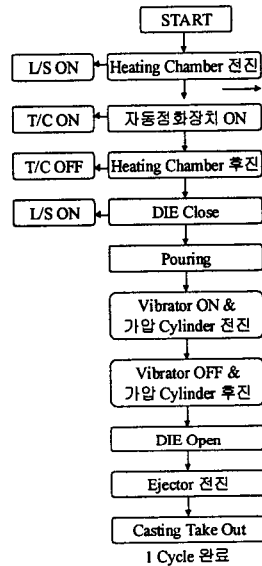 START
L/S ON
Heating Chamber 전진
T/C ON
자동정화장치 ON
T/C OFF
Heating Chamber 후진
L/S ON
DIE Close
Pouring
Vibrator ON &
가압 Cylinder 전진
Vibrator OFF &
가압 Cylinder 후진
DIE Open
Ejector 전진
Casting Take Out
1 Cycle 완료